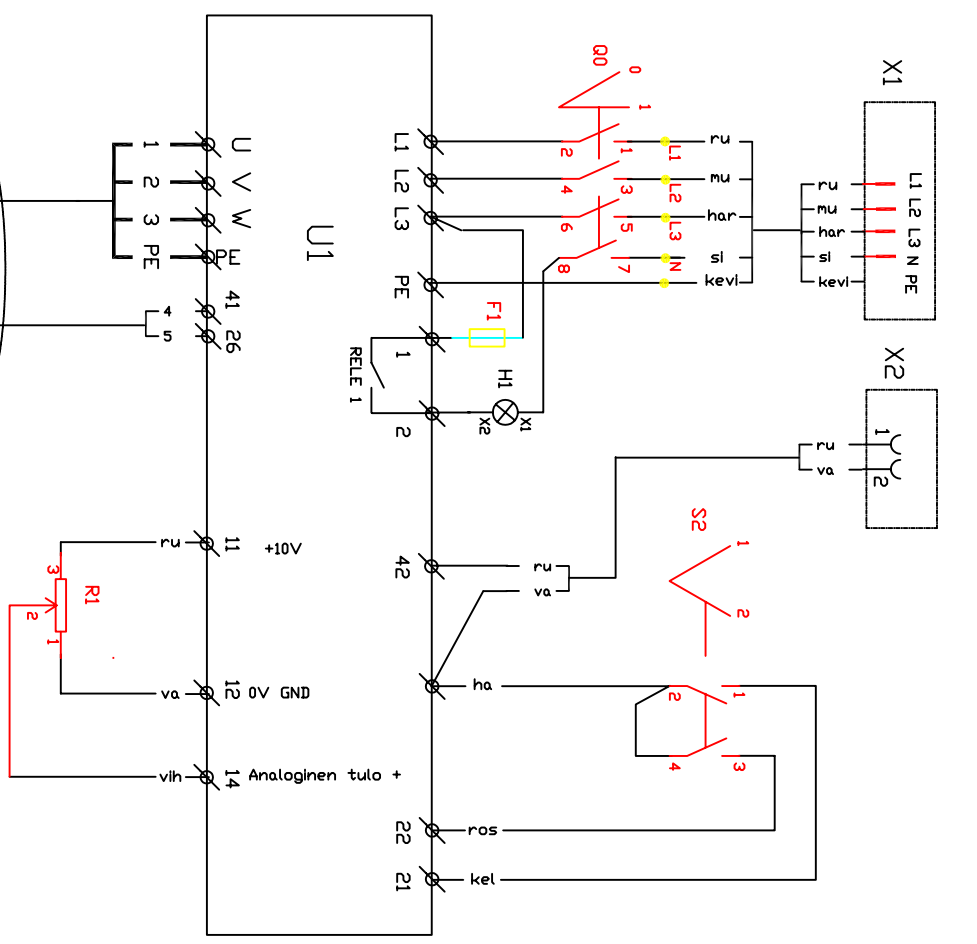 X1
L1
L2
L3
N
PE
ru
mu
har
si
kevi
ru
mu
har
si
kevi
L1
L2
L3
N
Q0
0
1
1
2
3
4
5
6
7
8
U1
L1
L2
L3
PE
1
2
RELE 1
F1
H1
X1
X2
U
V
W
PE
1
2
3
PE
41
26
4
5
X2
1
2
ru
va
ru
va
42
S2
1
2
ha
1
2
3
4
ros
22
kel
21
ru
11
+10V
R1
3
2
1
va
12
0V GND
vih
14
Analoginen tulo +